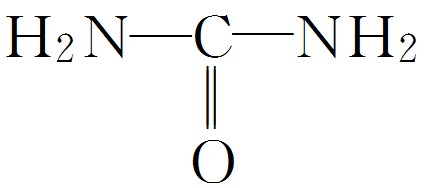 H₂N—C—NH₂
‖
O